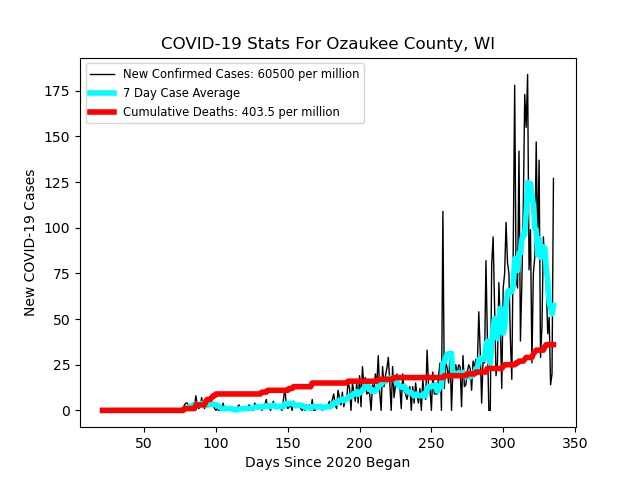 COVID-19 Stats For Ozaukee County, WI
New Confirmed Cases: 60500 per million
7 Day Case Average
Cumulative Deaths: 403.5 per million
New COVID-19 Cases
175
150
125
100
75
50
25
0
50 100 150 200 250 300 350
Days Since 2020 Began